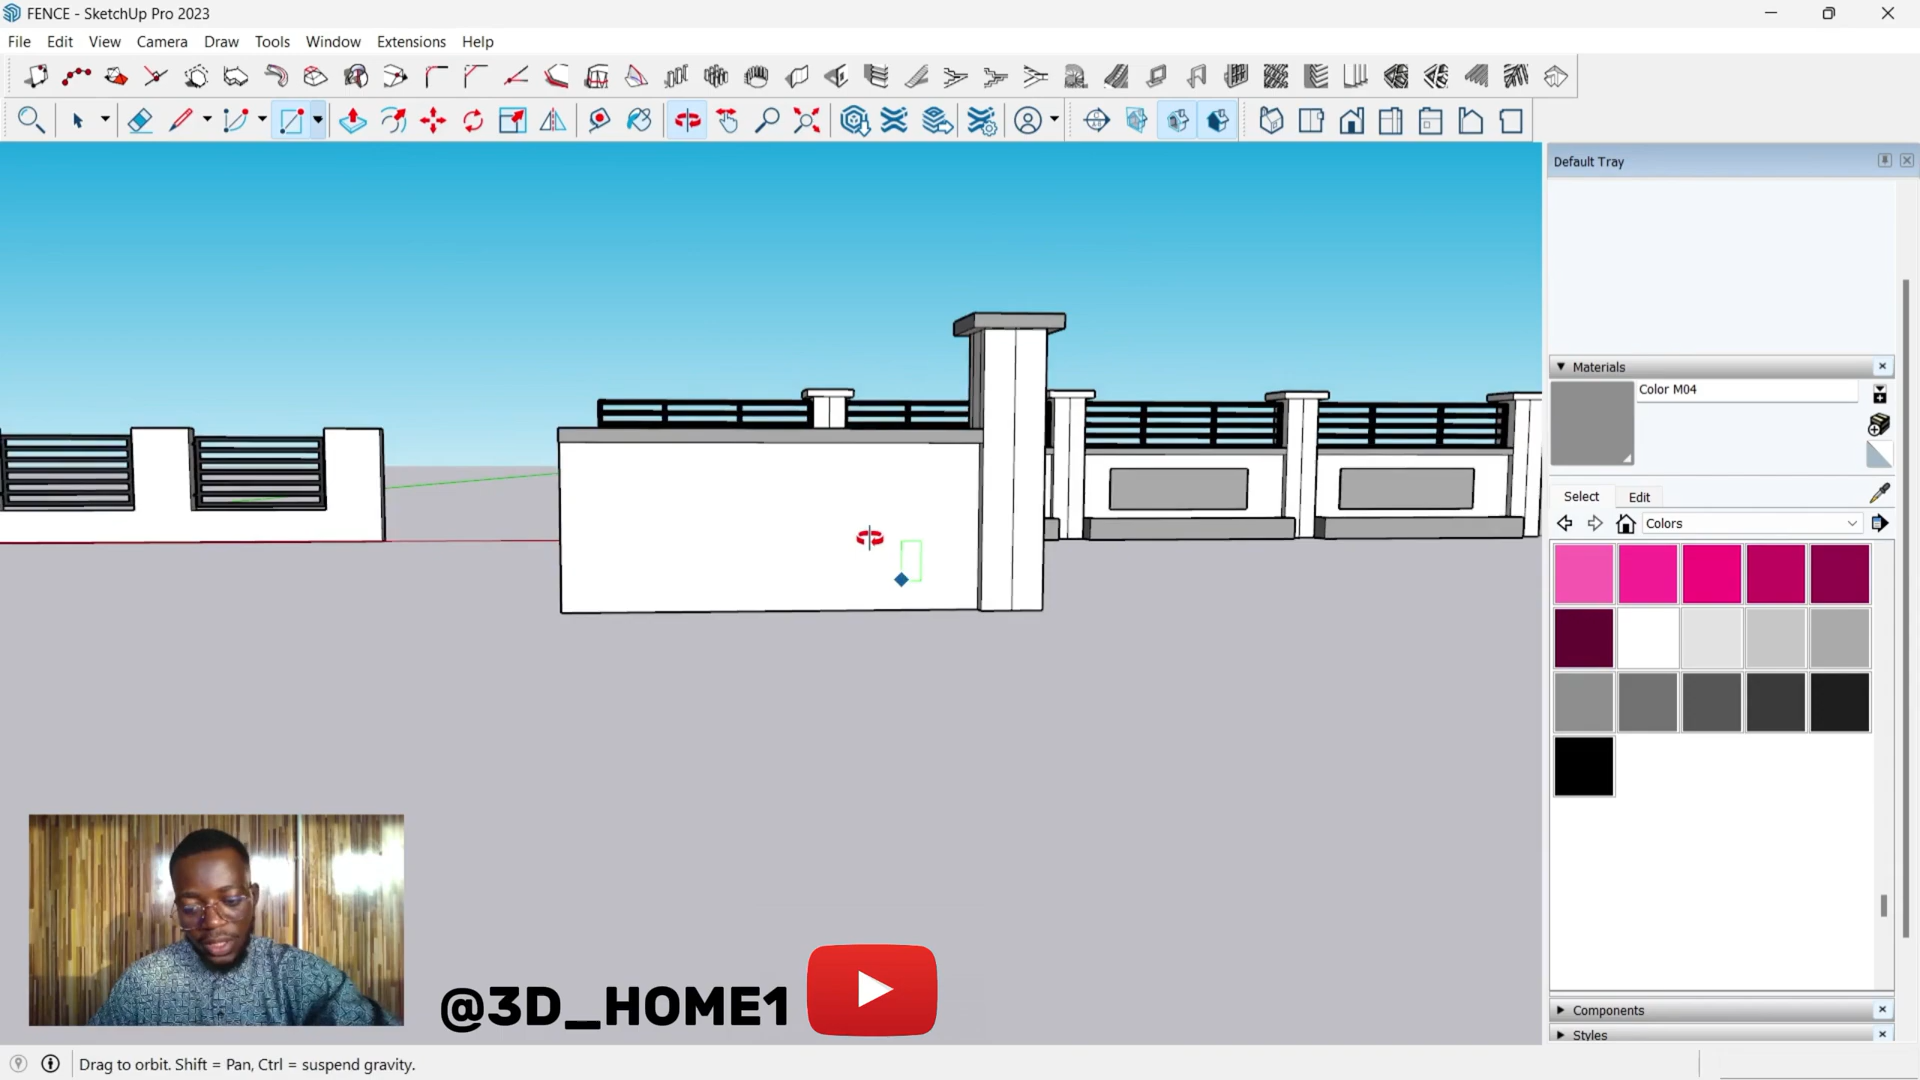 FENCE - SketchUp Pro 2023
File Edit View Camera Draw Tools Window Extensions Help
Default Tray
Materials
Color M04
Select Edit
Colors
@3D_HOME1
Components
Styles
Drag to orbit. Shift = Pan, Ctrl = suspend gravity.